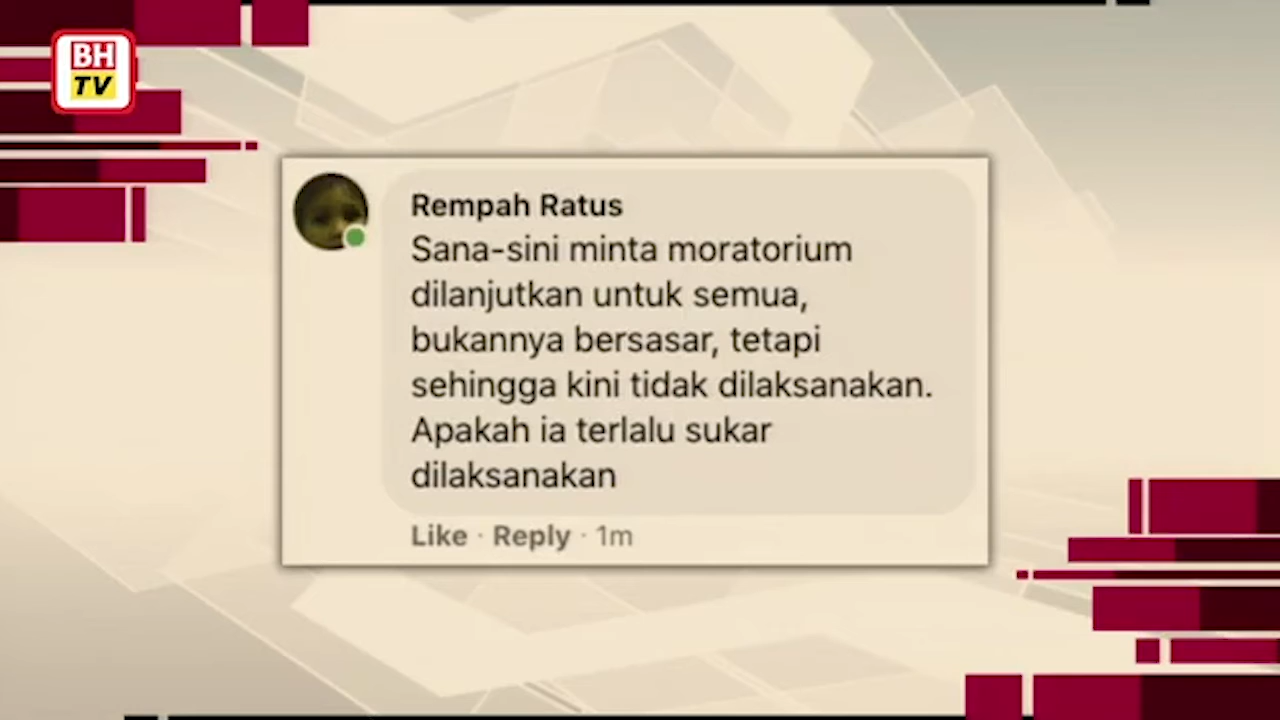 BH
TV
Rempah Ratus
Sana-sini minta moratorium
dilanjutkan untuk semua,
bukannya bersasar, tetapi
sehingga kini tidak dilaksanakan.
Apakah ia terlalu sukar
dilaksanakan
Like · Reply · 1m